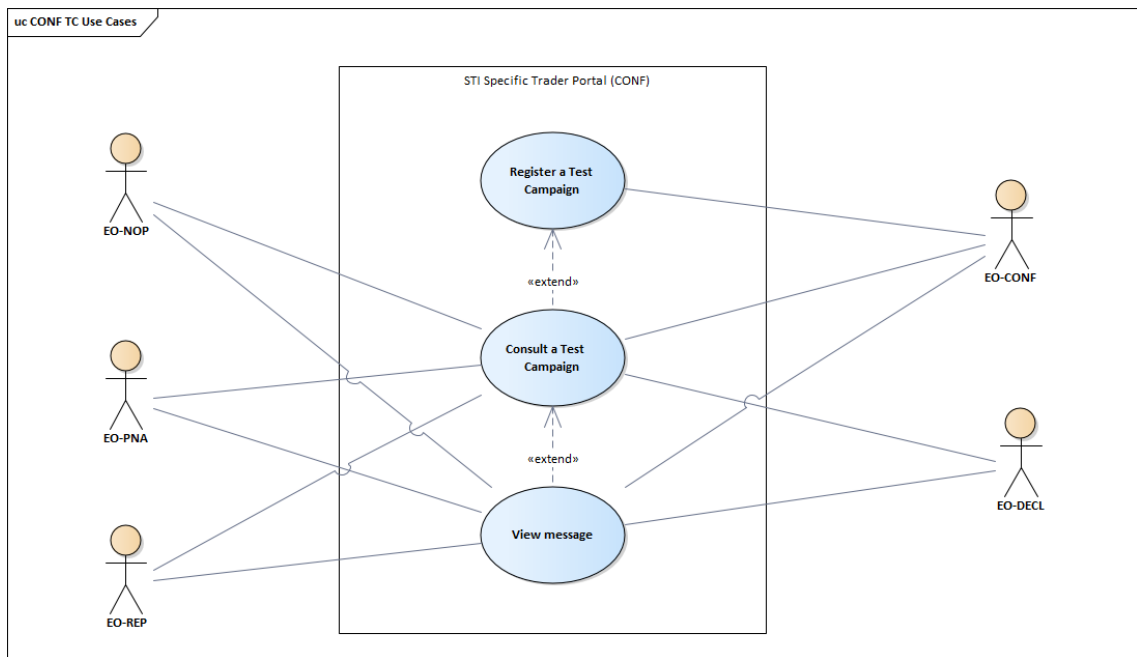 uc CONF TC Use Cases
STI Specific Trader Portal (CONF)
Register a Test
Campaign
EO-NOP
EO-CONF
«extend»
Consult a Test
Campaign
EO-PNA
«extend»
EO-DECL
View message
EO-REP